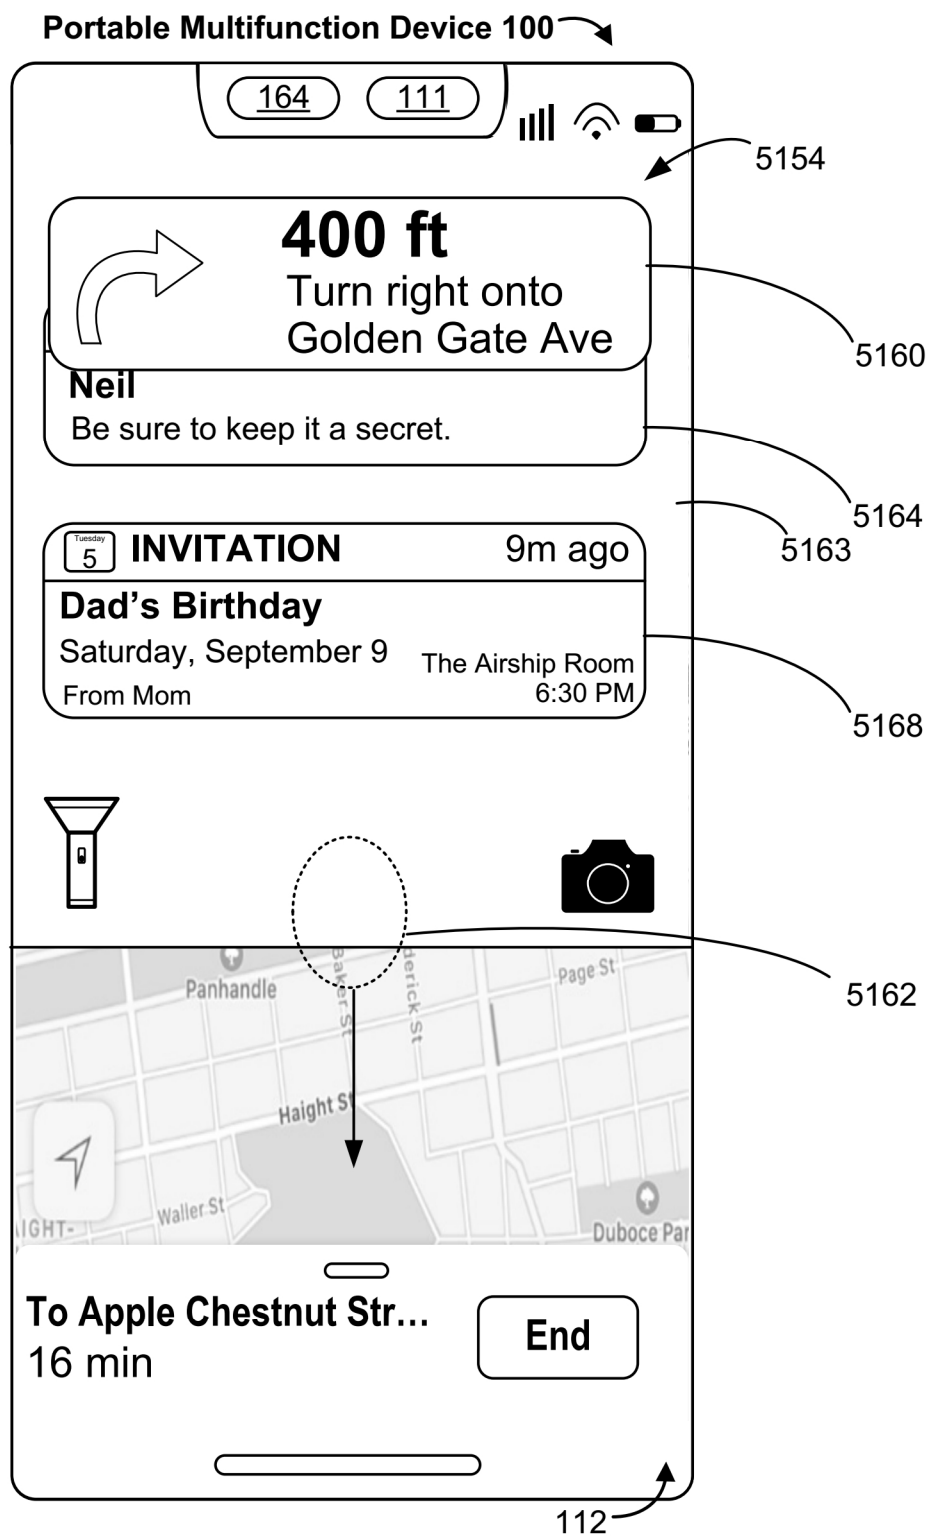 Portable Multifunction Device 100
164 111
5154
400 ft
Turn right onto
Golden Gate Ave
5160
Neil
Be sure to keep it a secret.
5164
5163
Tuesday
5
INVITATION 9m ago
Dad’s Birthday
Saturday, September 9
The Airship Room
From Mom
6:30 PM
5168
5162
Panhandle
Baker St
derick St
Page St
Haight St
Waller St
IGHT-
Duboce Par
To Apple Chestnut Str...
16 min
End
112